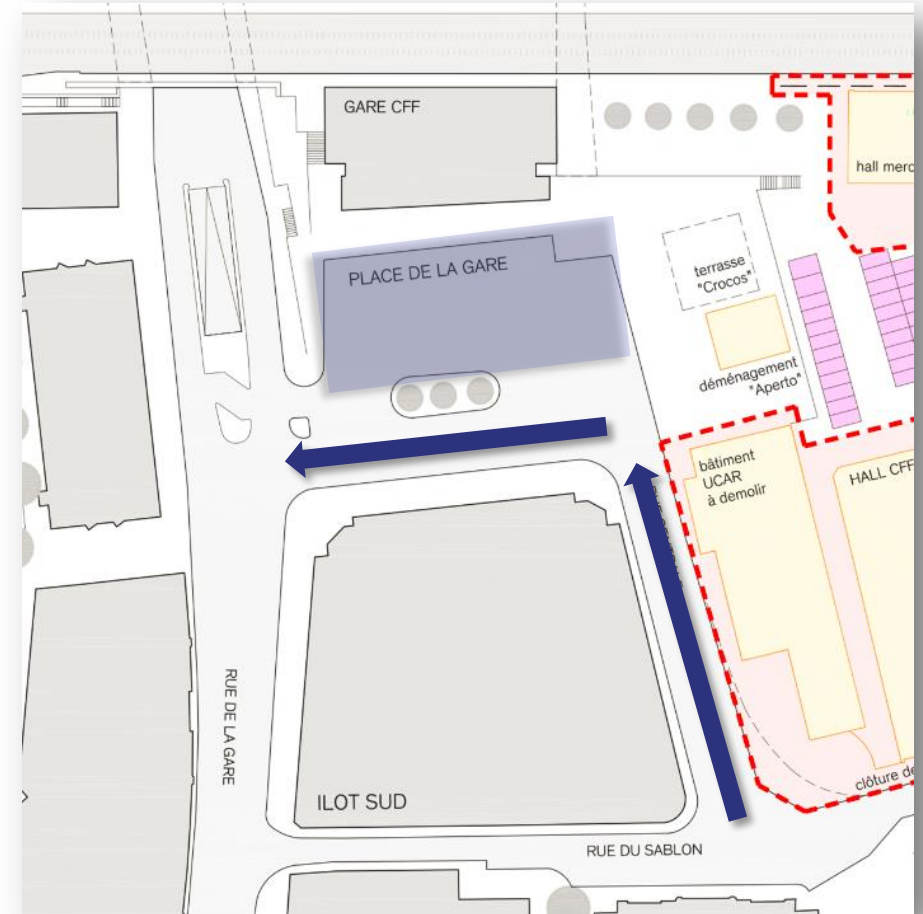 GARE CFF
hall merc
PLACE DE LA GARE
terrasse
"Crocos"
déménagement
"Aperto"
bâtiment
UCAR
à demolir
HALL CFF
RUE DE LA GARE
ILOT SUD
clôture de
RUE DU SABLON